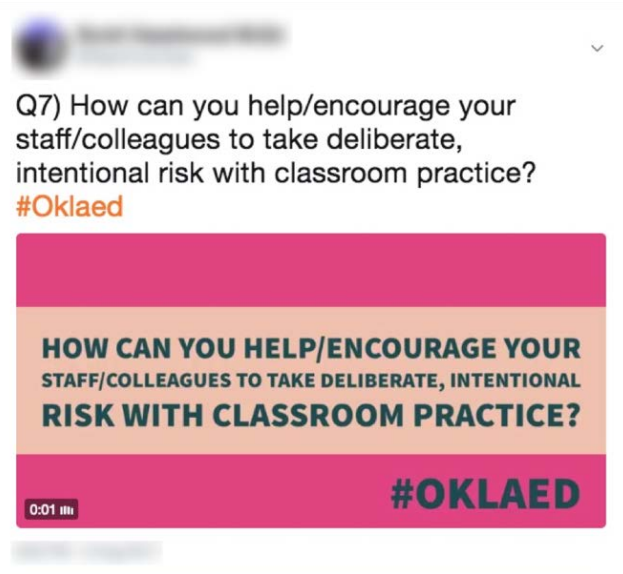 Q7) How can you help/encourage your
staff/colleagues to take deliberate,
intentional risk with classroom practice?
#Oklaed
HOW CAN YOU HELP/ENCOURAGE YOUR
STAFF/COLLEAGUES TO TAKE DELIBERATE, INTENTIONAL
RISK WITH CLASSROOM PRACTICE?
#OKLAED
0:01